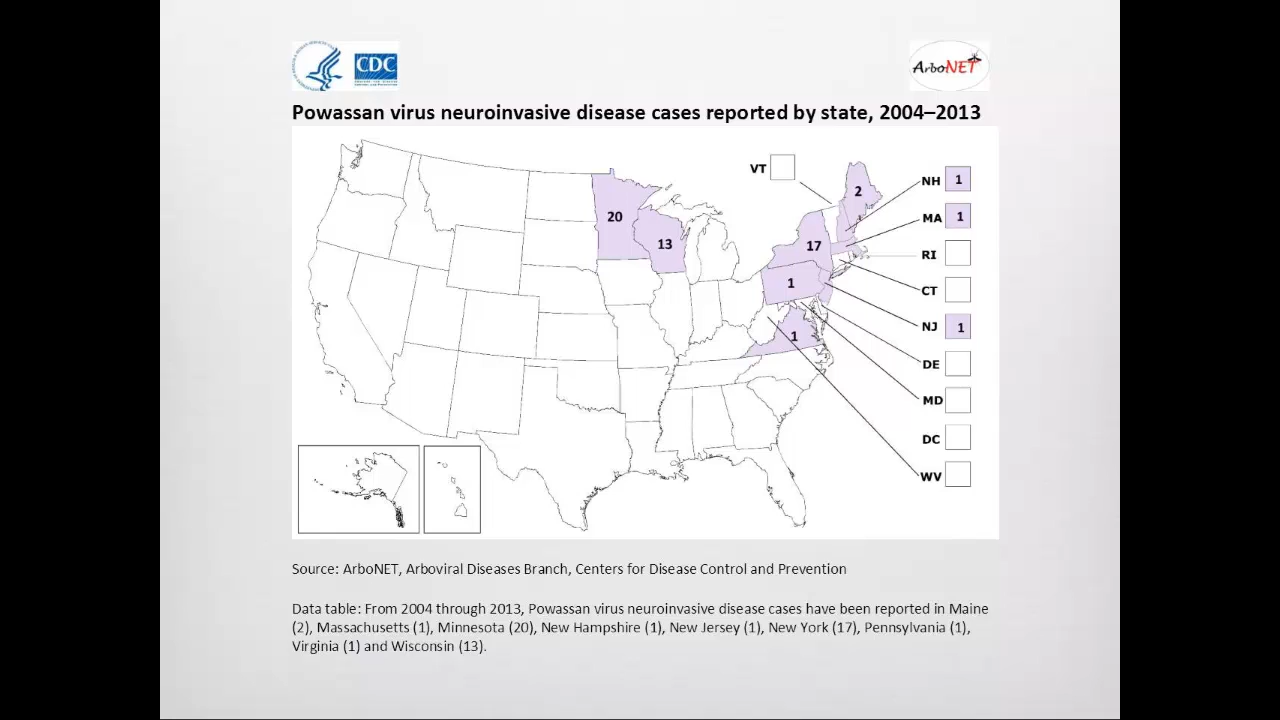 CDC
ArboNET
Powassan virus neuroinvasive disease cases reported by state, 2004–2013
VT
2
NH 1
20
MA 1
13
17
RI
1
CT
NJ 1
1
DE
MD
DC
WV
Source: ArboNET, Arboviral Diseases Branch, Centers for Disease Control and Prevention
Data table: From 2004 through 2013, Powassan virus neuroinvasive disease cases have been reported in Maine
(2), Massachusetts (1), Minnesota (20), New Hampshire (1), New Jersey (1), New York (17), Pennsylvania (1),
Virginia (1) and Wisconsin (13).